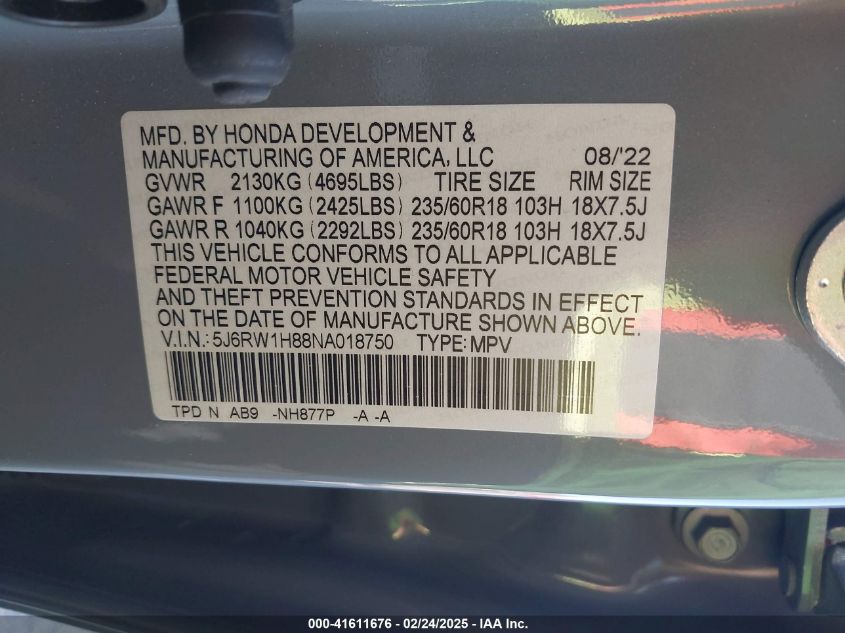 MFD. BY HONDA DEVELOPMENT &
MANUFACTURING OF AMERICA, LLC 08/'22
GVWR 2130KG (4695LBS) TIRE SIZE RIM SIZE
GAWR F 1100KG (2425LBS) 235/60R18 103H 18X7.5J
GAWR R 1040KG (2292LBS) 235/60R18 103H 18X7.5J
THIS VEHICLE CONFORMS TO ALL APPLICABLE
FEDERAL MOTOR VEHICLE SAFETY
AND THEFT PREVENTION STANDARDS IN EFFECT
ON THE DATE OF MANUFACTURE SHOWN ABOVE.
V.I.N.: 5J6RW1H88NA018750 TYPE: MPV
TPD N AB9 -NH877P -A -A
000-41611676 - 02/24/2025 - IAA Inc.